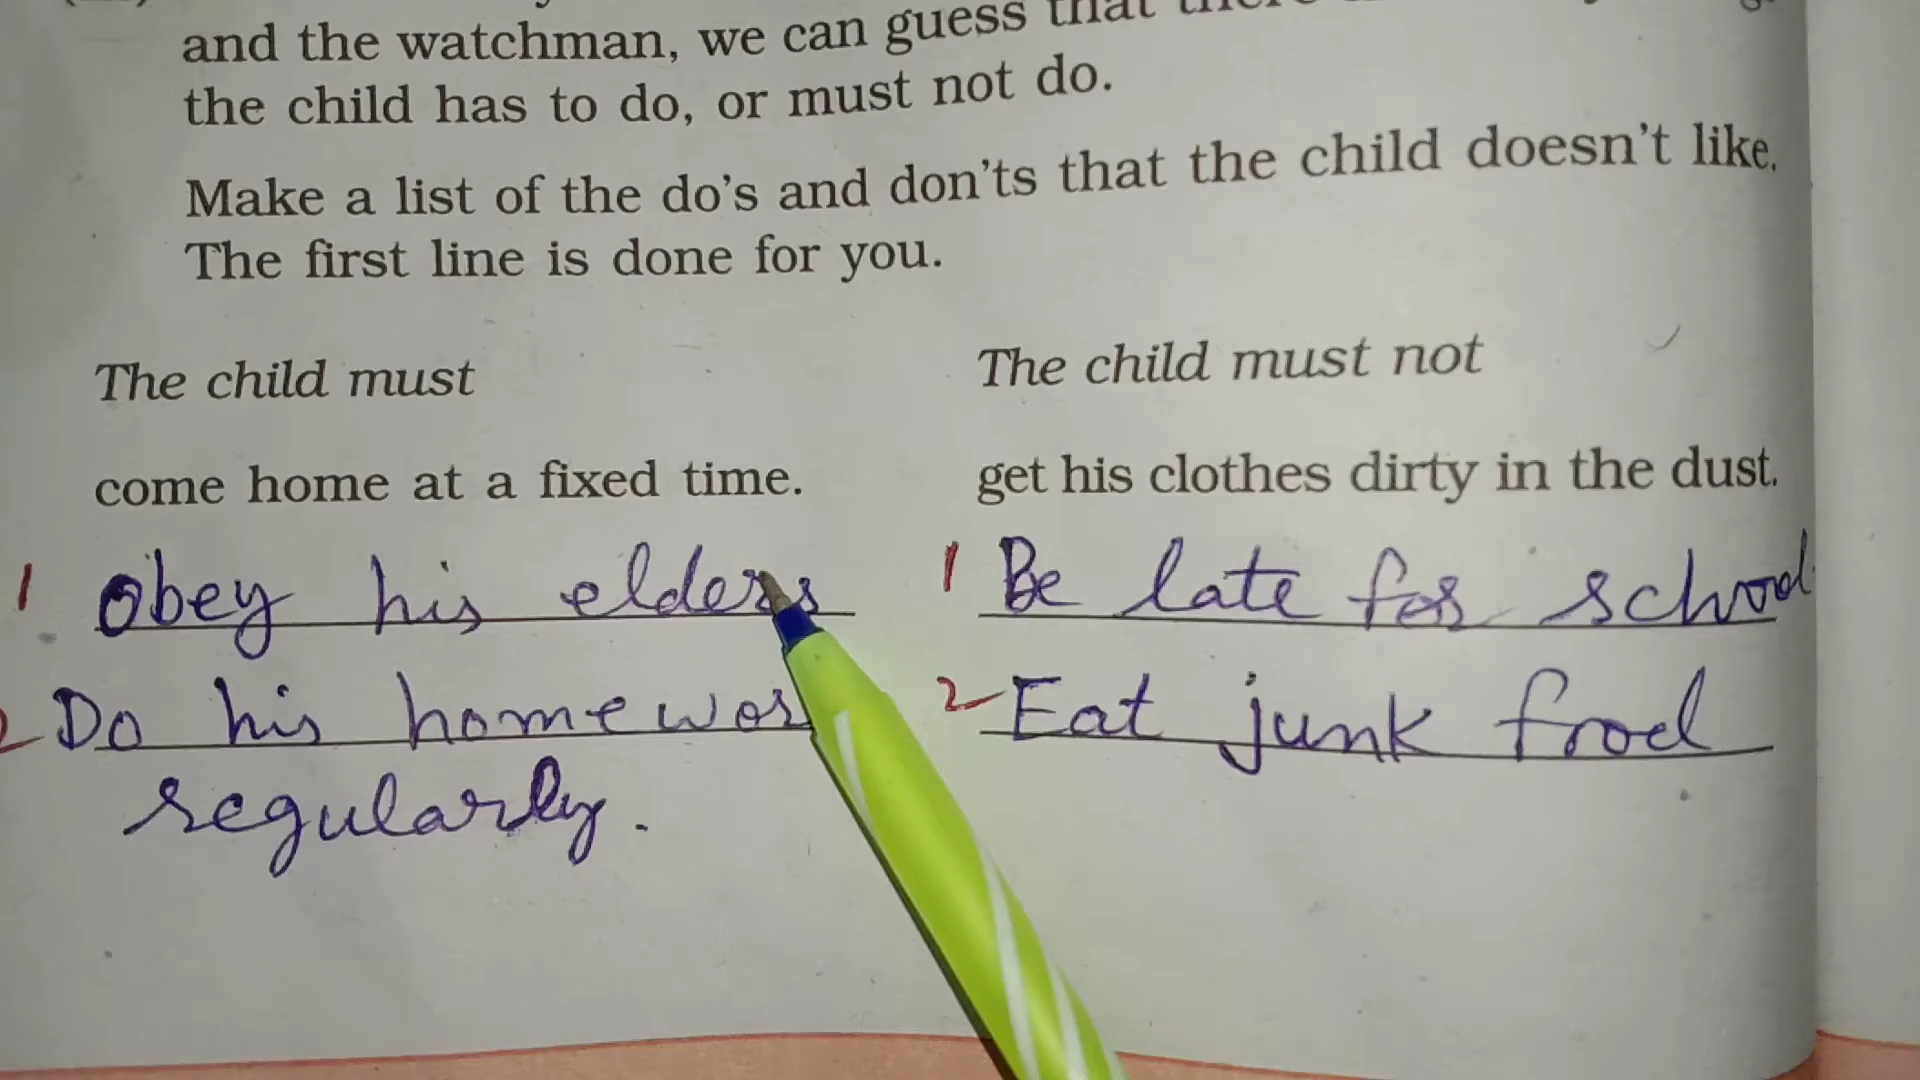 and the watchman, we can guess that
the child has to do, or must not do.
Make a list of the do's and don'ts that the child doesn't like.
The first line is done for you.
The child must
The child must not
come home at a fixed time.
get his clothes dirty in the dust.
1 Obey his elders
1 Be late for school
2 Do his homewor
2 Eat junk food
regularly.